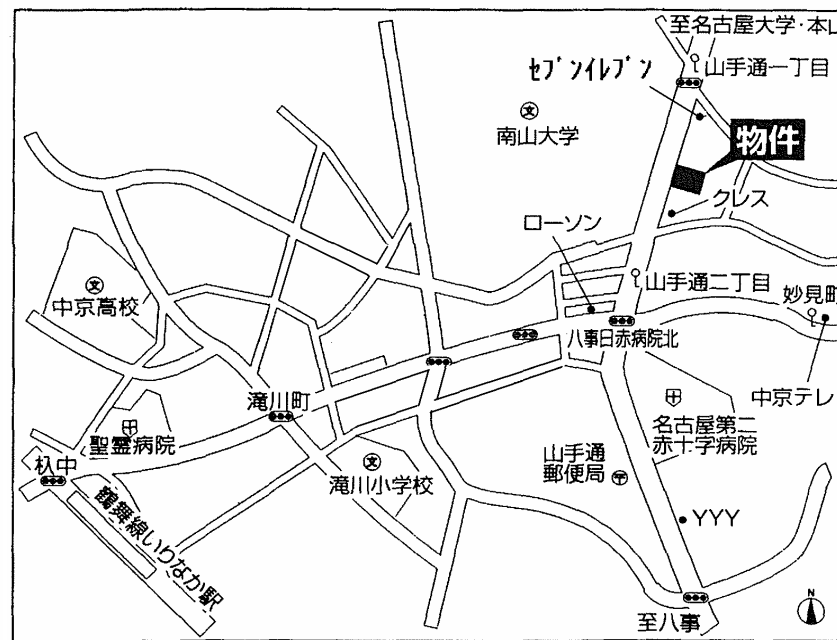 至名古屋大学・本山
セブンイレブン
山手通一丁目
南山大学
物件
クレス
ローソン
山手通二丁目
中京高校
妙見町
八事日赤病院北
滝川町
中京テレ
名古屋第二
赤十字病院
聖霊病院
山手通
郵便局
滝川小学校
杁中
鶴舞線いりなか駅
YYY
至八事
N